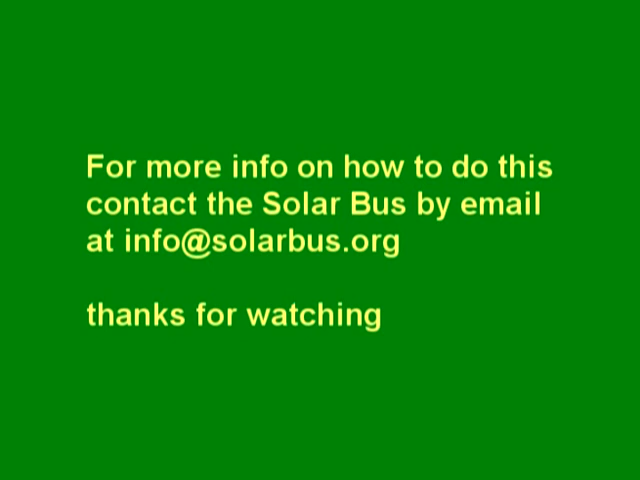 For more info on how to do this
contact the Solar Bus by email
at info@solarbus.org
thanks for watching